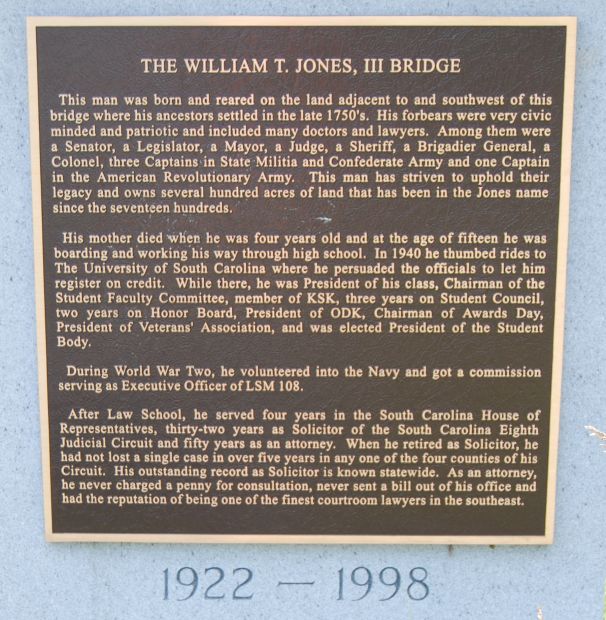 THE WILLIAM T. JONES, III BRIDGE
This man was born and reared on the land adjacent to and southwest of this
bridge where his ancestors settled in the late 1750's. His forbears were very civic
minded and patriotic and included many doctors and lawyers. Among them were
a Senator, a Legislator, a Mayor, a Judge, a Sheriff, a Brigadier General, a
Colonel, three Captains in State Militia and Confederate Army and one Captain
in the American Revolutionary Army. This man has striven to uphold their
legacy and owns several hundred acres of land that has been in the Jones name
since the seventeen hundreds.
His mother died when he was four years old and at the age of fifteen he was
boarding and working his way through high school. In 1940 he thumbed rides to
The University of South Carolina where he persuaded the officials to let him
register on credit. While there, he was President of his class, Chairman of the
Student Faculty Committee, member of KSK, three years on Student Council,
two years on Honor Board, President of ODK, Chairman of Awards Day,
President of Veterans' Association, and was elected President of the Student
Body.
During World War Two, he volunteered into the Navy and got a commission
serving as Executive Officer of LSM 108.
After Law School, he served four years in the South Carolina House of
Representatives, thirty-two years as Solicitor of the South Carolina Eighth
Judicial Circuit and fifty years as an attorney. When he retired as Solicitor, he
had not lost a single case in over five years in any one of the four counties of his
Circuit. His outstanding record as Solicitor is known statewide. As an attorney,
he never charged a penny for consultation, never sent a bill out of his office and
had the reputation of being one of the finest courtroom lawyers in the southeast.
1922 — 1998